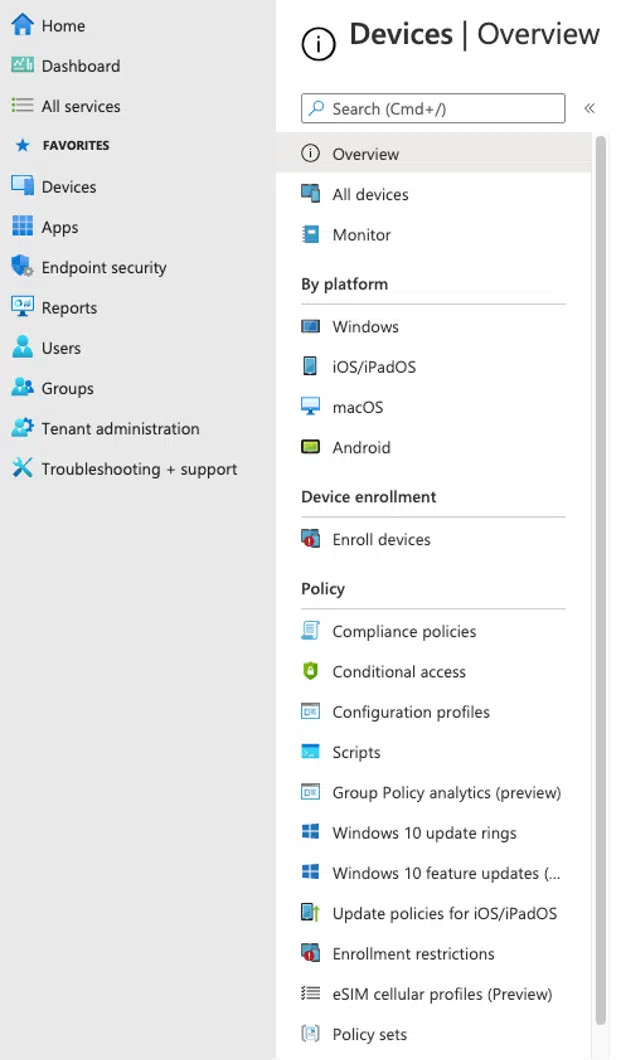 Home
Dashboard
All services
FAVORITES
Devices
Apps
Endpoint security
Reports
Users
Groups
Tenant administration
Troubleshooting + support
Devices | Overview
Search (Cmd+/)
«
Overview
All devices
Monitor
By platform
Windows
iOS/iPadOS
macOS
Android
Device enrollment
Enroll devices
Policy
Compliance policies
Conditional access
Configuration profiles
Scripts
Group Policy analytics (preview)
Windows 10 update rings
Windows 10 feature updates (...
Update policies for iOS/iPadOS
Enrollment restrictions
eSIM cellular profiles (Preview)
Policy sets